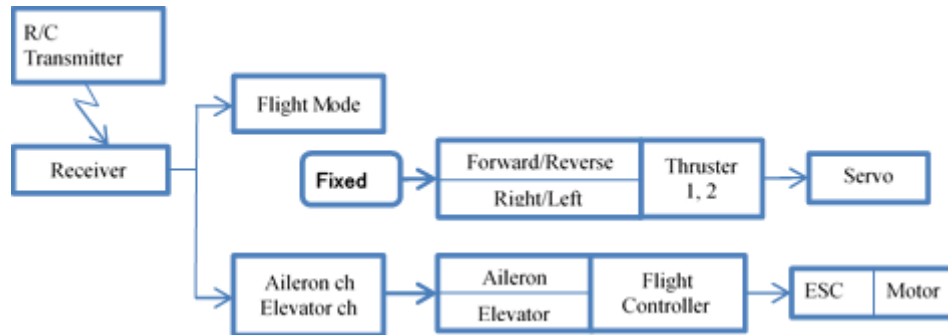 R/C
Transmitter
Flight Mode
Receiver
Fixed
Forward/Reverse
Right/Left
Thruster
1, 2
Servo
Aileron ch
Elevator ch
Aileron
Elevator
Flight
Controller
ESC
Motor